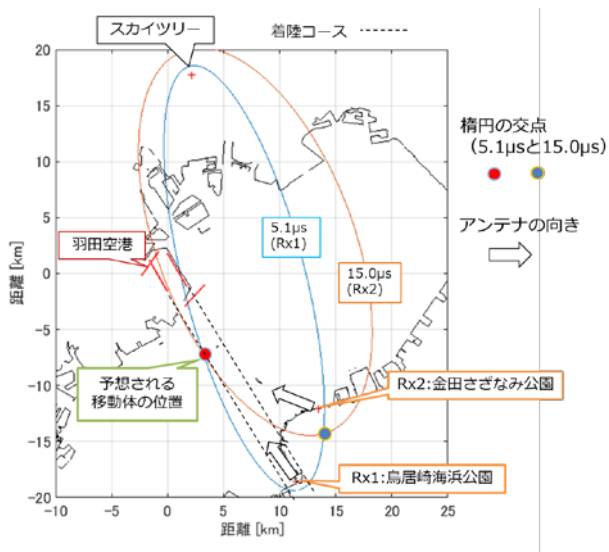 スカイツリー
着陸コース
20
15
10
5
0
-5
-10
-15
-20
距離 [km]
羽田空港
5.1µs
(Rx1)
15.0µs
(Rx2)
予想される
移動体の位置
Rx2:金田さざなみ公園
Rx1:鳥居崎海浜公園
-10
-5
0
5
10
15
20
25
距離 [km]
楕円の交点
（5.1µsと15.0µs）
アンテナの向き